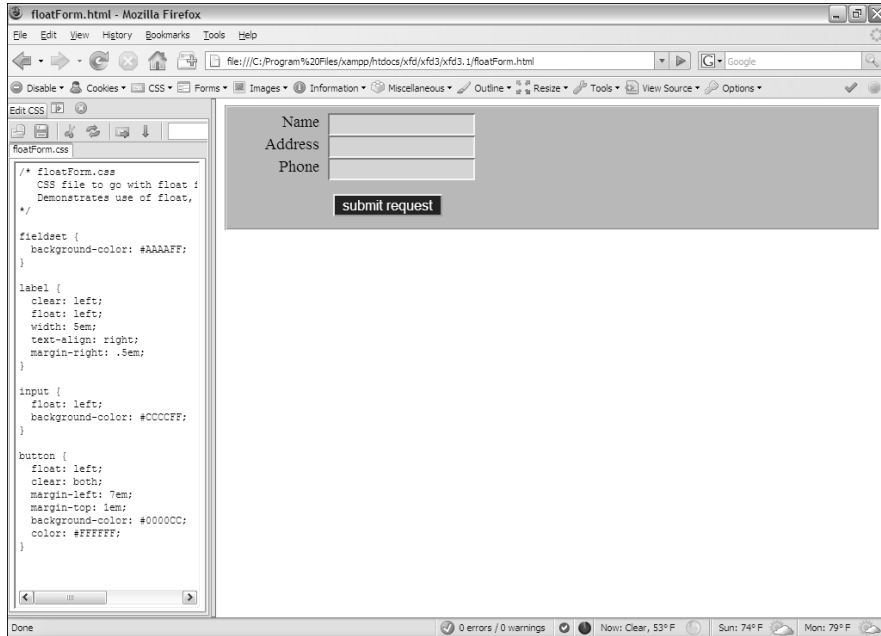 floatForm.html - Mozilla Firefox
File Edit View History Bookmarks Tools Help
file:///C:/Program%20Files/xampp/htdocs/xfd/xfd3/xfd3.1/floatForm.html
G Google
Disable Cookies CSS Forms Images Information Miscellaneous Outline Resize Tools View Source Options
Edit CSS
floatForm.css
/* floatForm.css
CSS file to go with float f
Demonstrates use of float,
*/
fieldset {
background-color: #AAAAFF;
}
label {
clear: left;
float: left;
width: 5em;
text-align: right;
margin-right: .5em;
}
input {
float: left;
background-color: #CCCCFF;
}
button {
float: left;
clear: both;
margin-left: 7em;
margin-top: 1em;
background-color: #0000CC;
color: #FFFFFF;
}
Name
Address
Phone
submit request
Done 0 errors / 0 warnings Now: Clear, 53° F Sun: 74° F Mon: 79° F